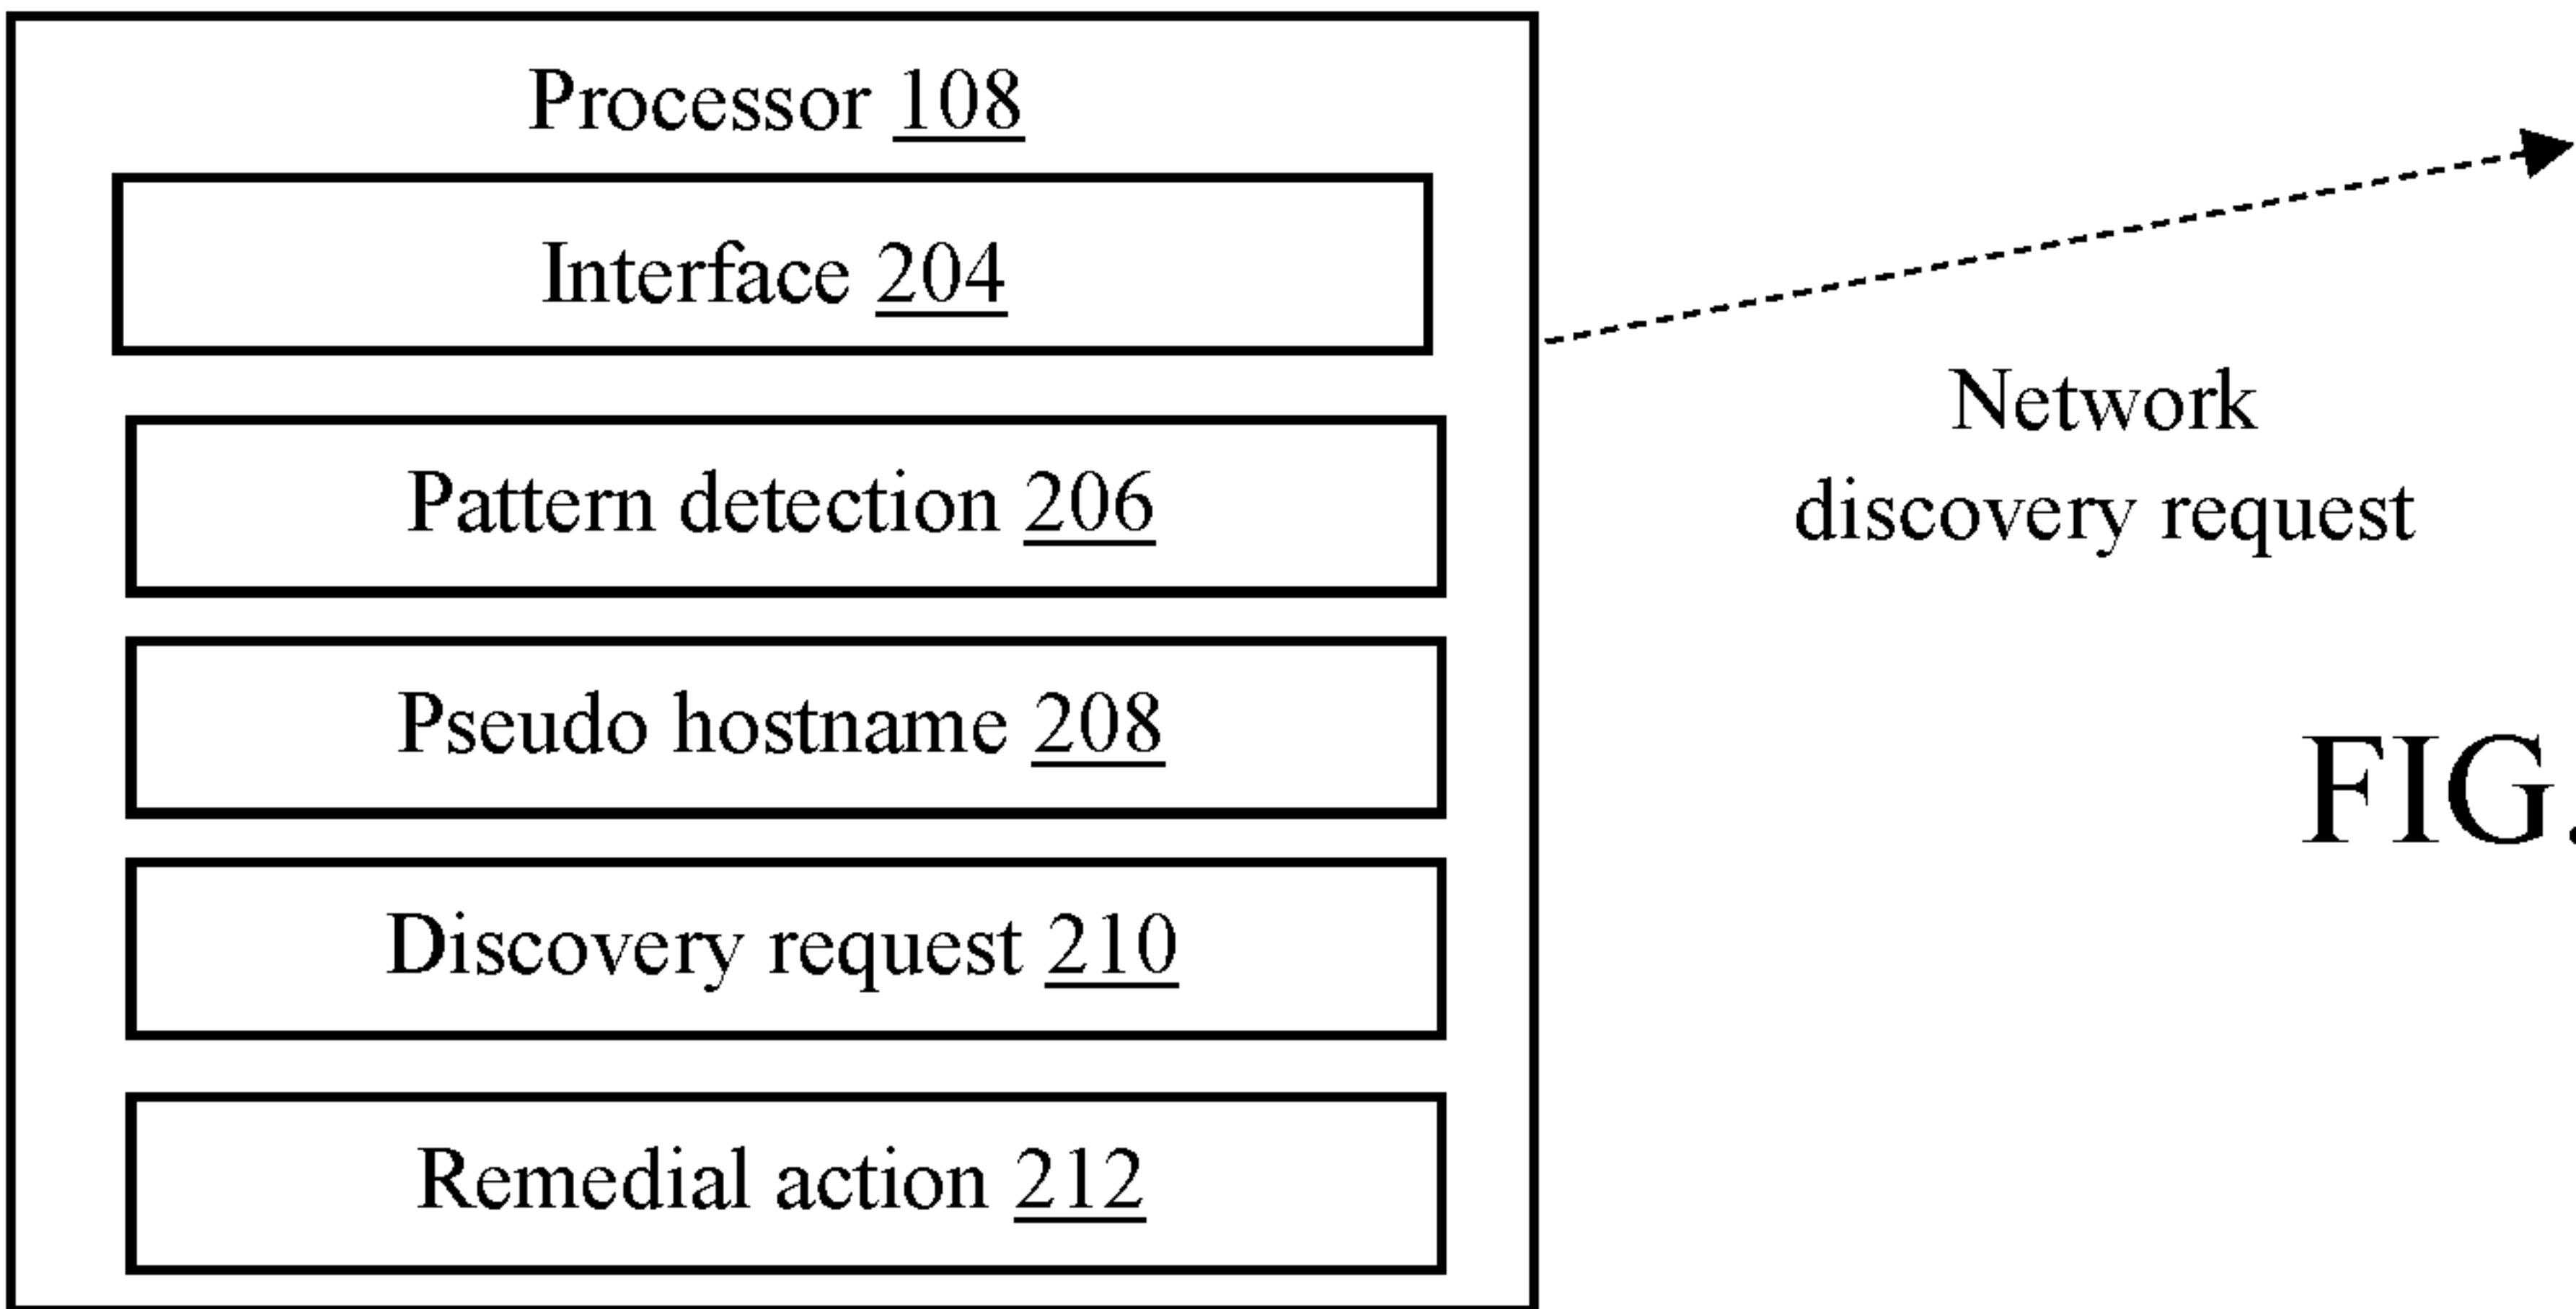 Processor 108
Interface 204
Pattern detection 206
Pseudo hostname 208
Discovery request 210
Remedial action 212
Network
discovery request
FIG.